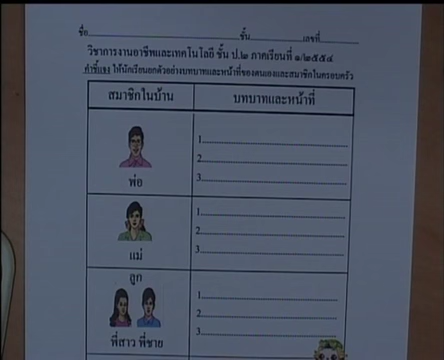 ชื่อ ชั้น เลขที่
วิชาการงานอาชีพและเทคโนโลยี ชั้น ป.๒ ภาคเรียนที่ ๑/๒๕๕๔
คำชี้แจง ให้นักเรียนยกตัวอย่างบทบาทและหน้าที่ของตนเองและสมาชิกในครอบครัว
สมาชิกในบ้าน บทบาทและหน้าที่
1.
2.
3.
พ่อ
1.
2.
3.
แม่
ลูก
1.
2.
3.
พี่สาว พี่ชาย